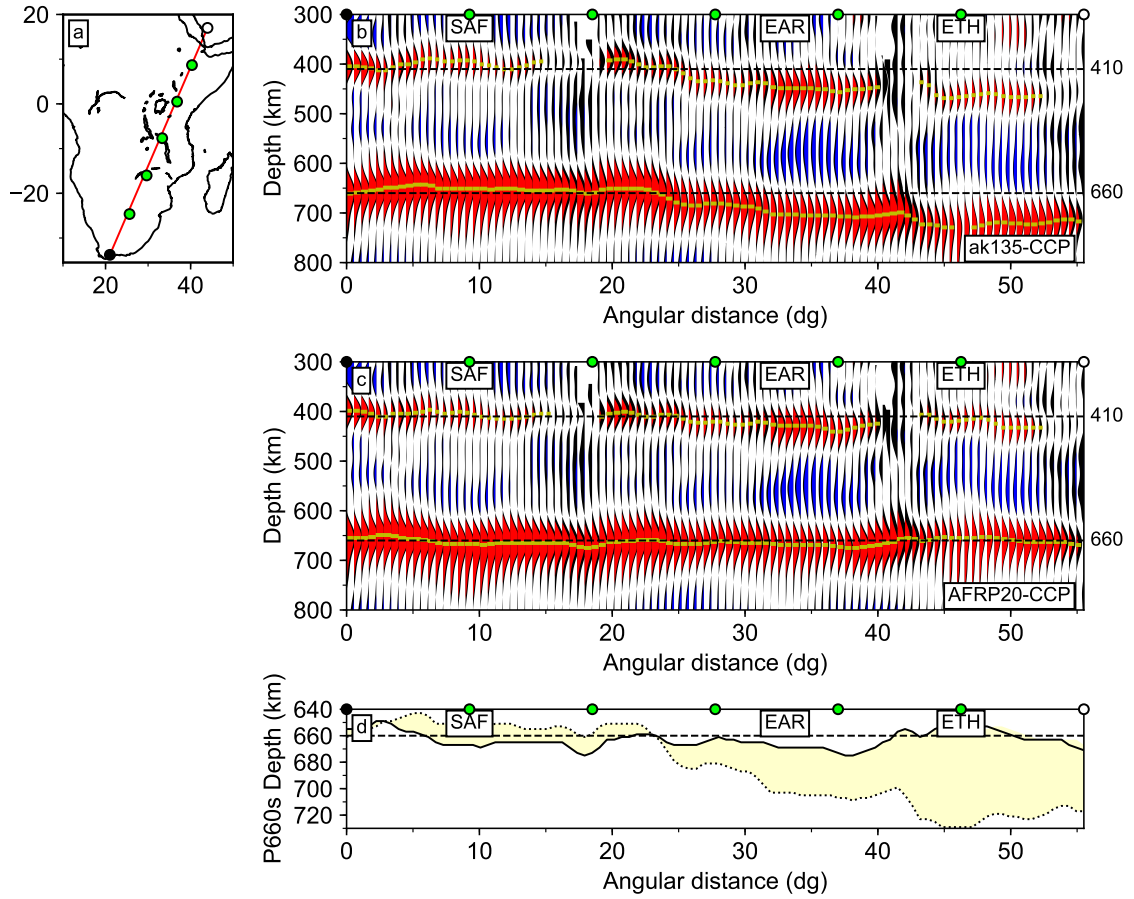 20
0
−20
a
20
40
300
400
500
600
700
800
Depth (km)
b
SAF
EAR
ETH
410
660
ak135-CCP
0
10
20
30
40
50
Angular distance (dg)
300
400
500
600
700
800
Depth (km)
c
SAF
EAR
ETH
410
660
AFRP20-CCP
0
10
20
30
40
50
Angular distance (dg)
640
660
680
700
720
P660s Depth (km)
d
SAF
EAR
ETH
0
10
20
30
40
50
Angular distance (dg)